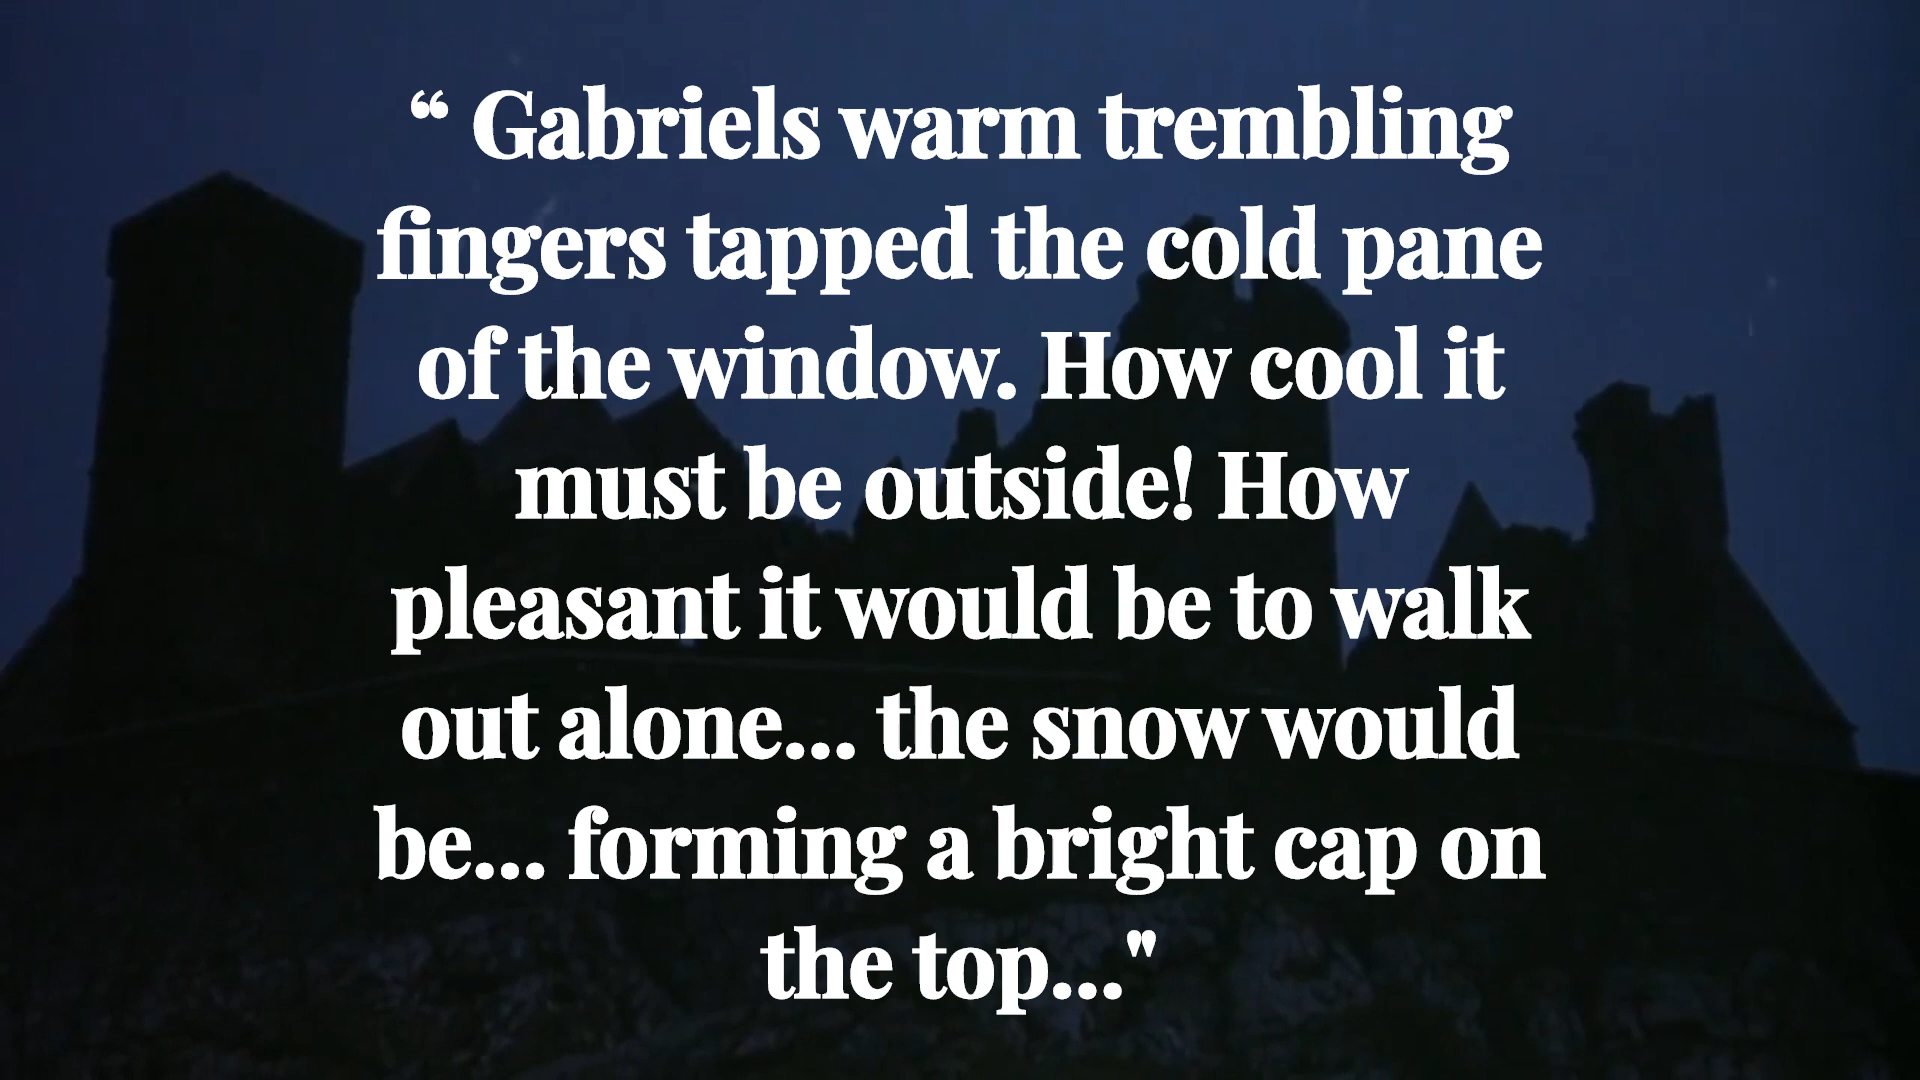 “ Gabriels warm trembling
fingers tapped the cold pane
of the window. How cool it
must be outside! How
pleasant it would be to walk
out alone... the snow would
be... forming a bright cap on
the top..."